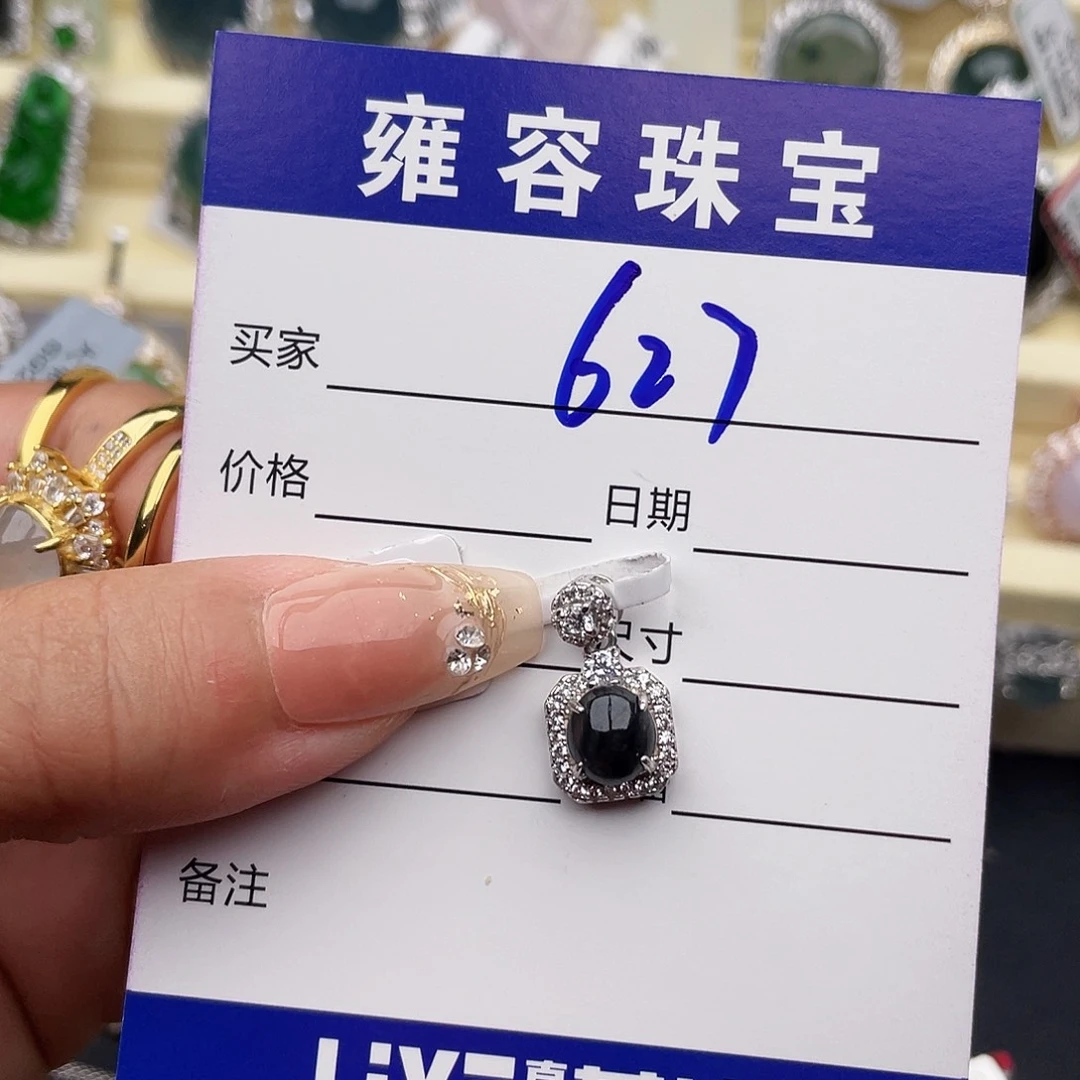 雍容珠宝
买家 627
价格 日期
尺寸
备注